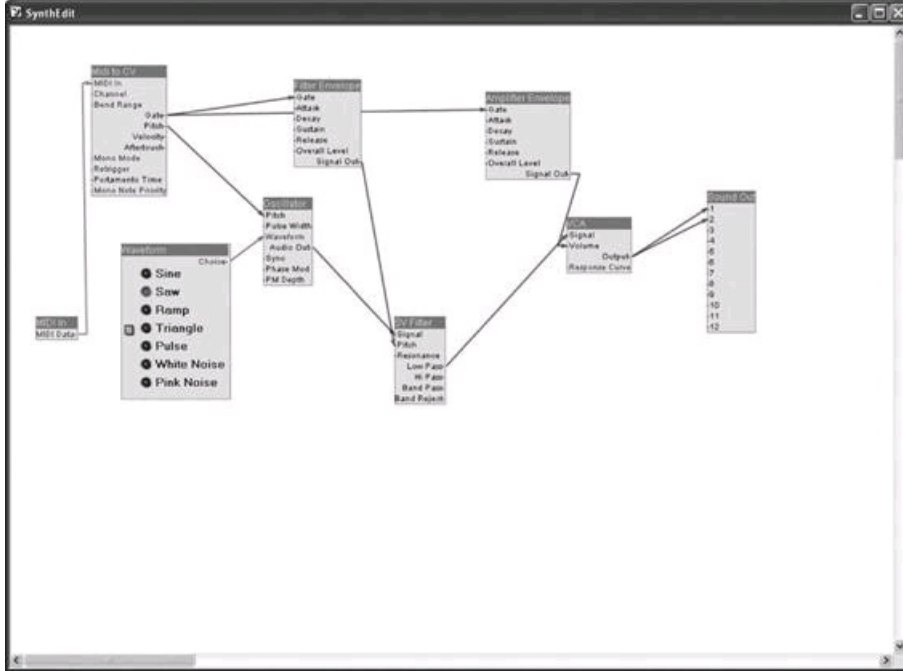 SynthEdit
Midi to CV
MIDI In
Channel
Bend Range
Gate
Pitch
Velocity
Aftertouch
Mono Mode
Retrigger
Portamento Time
Mono Note Priority
Filter Envelope
Gate
Attack
Decay
Sustain
Release
Overall Level
Signal Out
Amplifier Envelope
Gate
Attack
Decay
Sustain
Release
Overall Level
Signal Out
Oscillator
Pitch
Pulse Width
Waveform
Audio Out
Sync
Phase Mod
PM Depth
Waveform
Choice
Sine
Saw
Ramp
Triangle
Pulse
White Noise
Pink Noise
MIDI In
MIDI Data
SV Filter
Signal
Pitch
Resonance
Low Pass
Hi Pass
Band Pass
Band Reject
VCA
Signal
Volume
Output
Response Curve
Sound Out
1
2
3
4
5
6
7
8
9
10
11
12